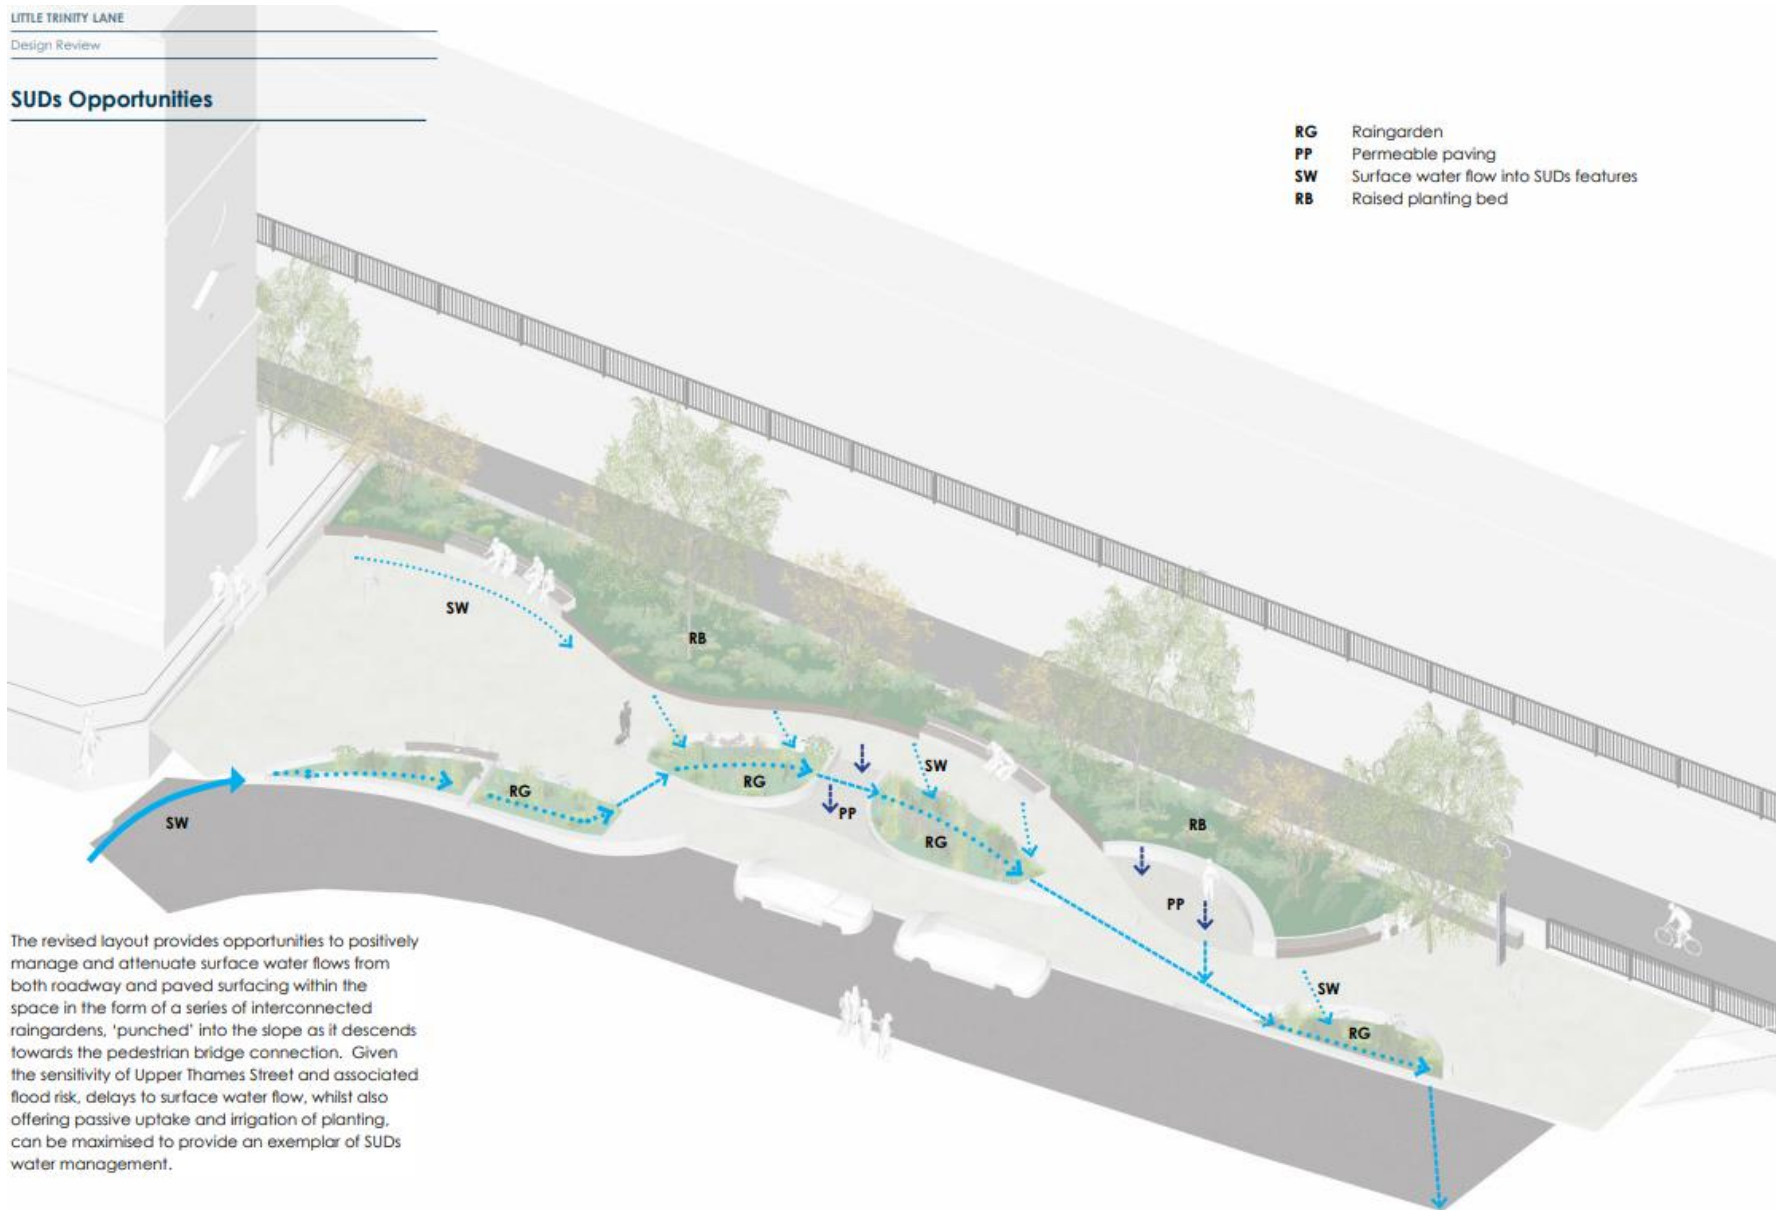 LITTLE TRINITY LANE
Design Review
SUDs Opportunities
RG Raingarden
PP Permeable paving
SW Surface water flow into SUDs features
RB Raised planting bed
SW
RB
SW
RG
RG
SW
PP
RG
RB
PP
SW
RG
The revised layout provides opportunities to positively
manage and attenuate surface water flows from
both roadway and paved surfacing within the
space in the form of a series of interconnected
raingardens, ‘punched’ into the slope as it descends
towards the pedestrian bridge connection. Given
the sensitivity of Upper Thames Street and associated
flood risk, delays to surface water flow, whilst also
offering passive uptake and irrigation of planting,
can be maximised to provide an exemplar of SUDs
water management.